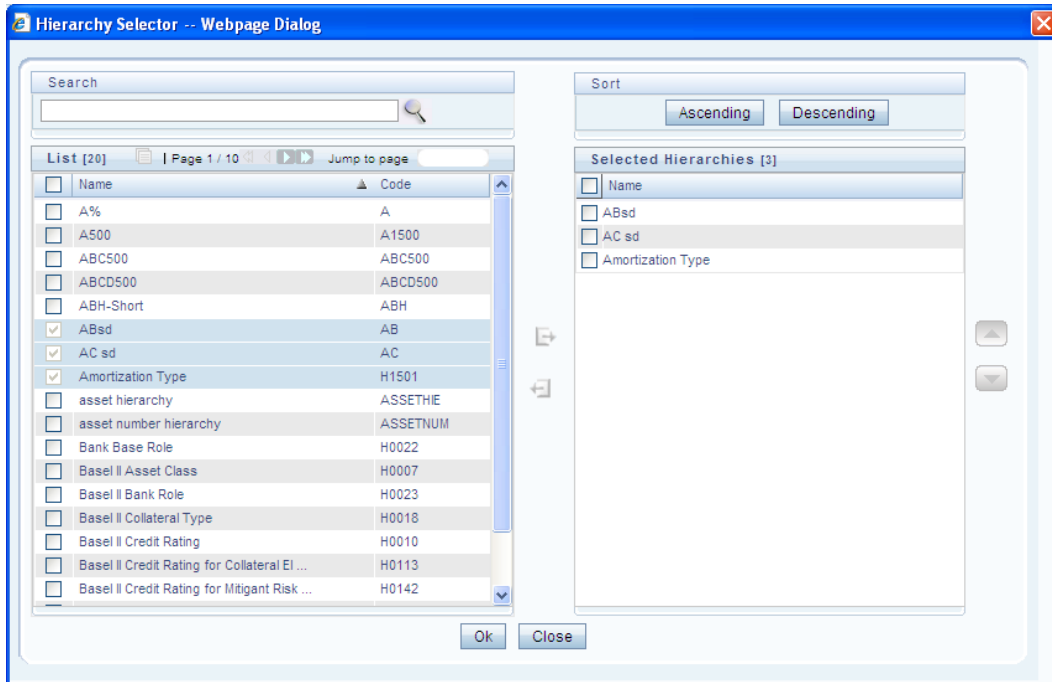 Hierarchy Selector -- Webpage Dialog
Search
List [20] | Page 1 / 10 Jump to page
Name Code
A% A
A500 A1500
ABC500 ABC500
ABCD500 ABCD500
ABH-Short ABH
ABsd AB
AC sd AC
Amortization Type H1501
asset hierarchy ASSETHIE
asset number hierarchy ASSETNUM
Bank Base Role H0022
Basel II Asset Class H0007
Basel II Bank Role H0023
Basel II Collateral Type H0018
Basel II Credit Rating H0010
Basel II Credit Rating for Collateral El ... H0113
Basel II Credit Rating for Mitigant Risk ... H0142
Sort
Ascending Descending
Selected Hierarchies [3]
Name
ABsd
AC sd
Amortization Type
Ok Close